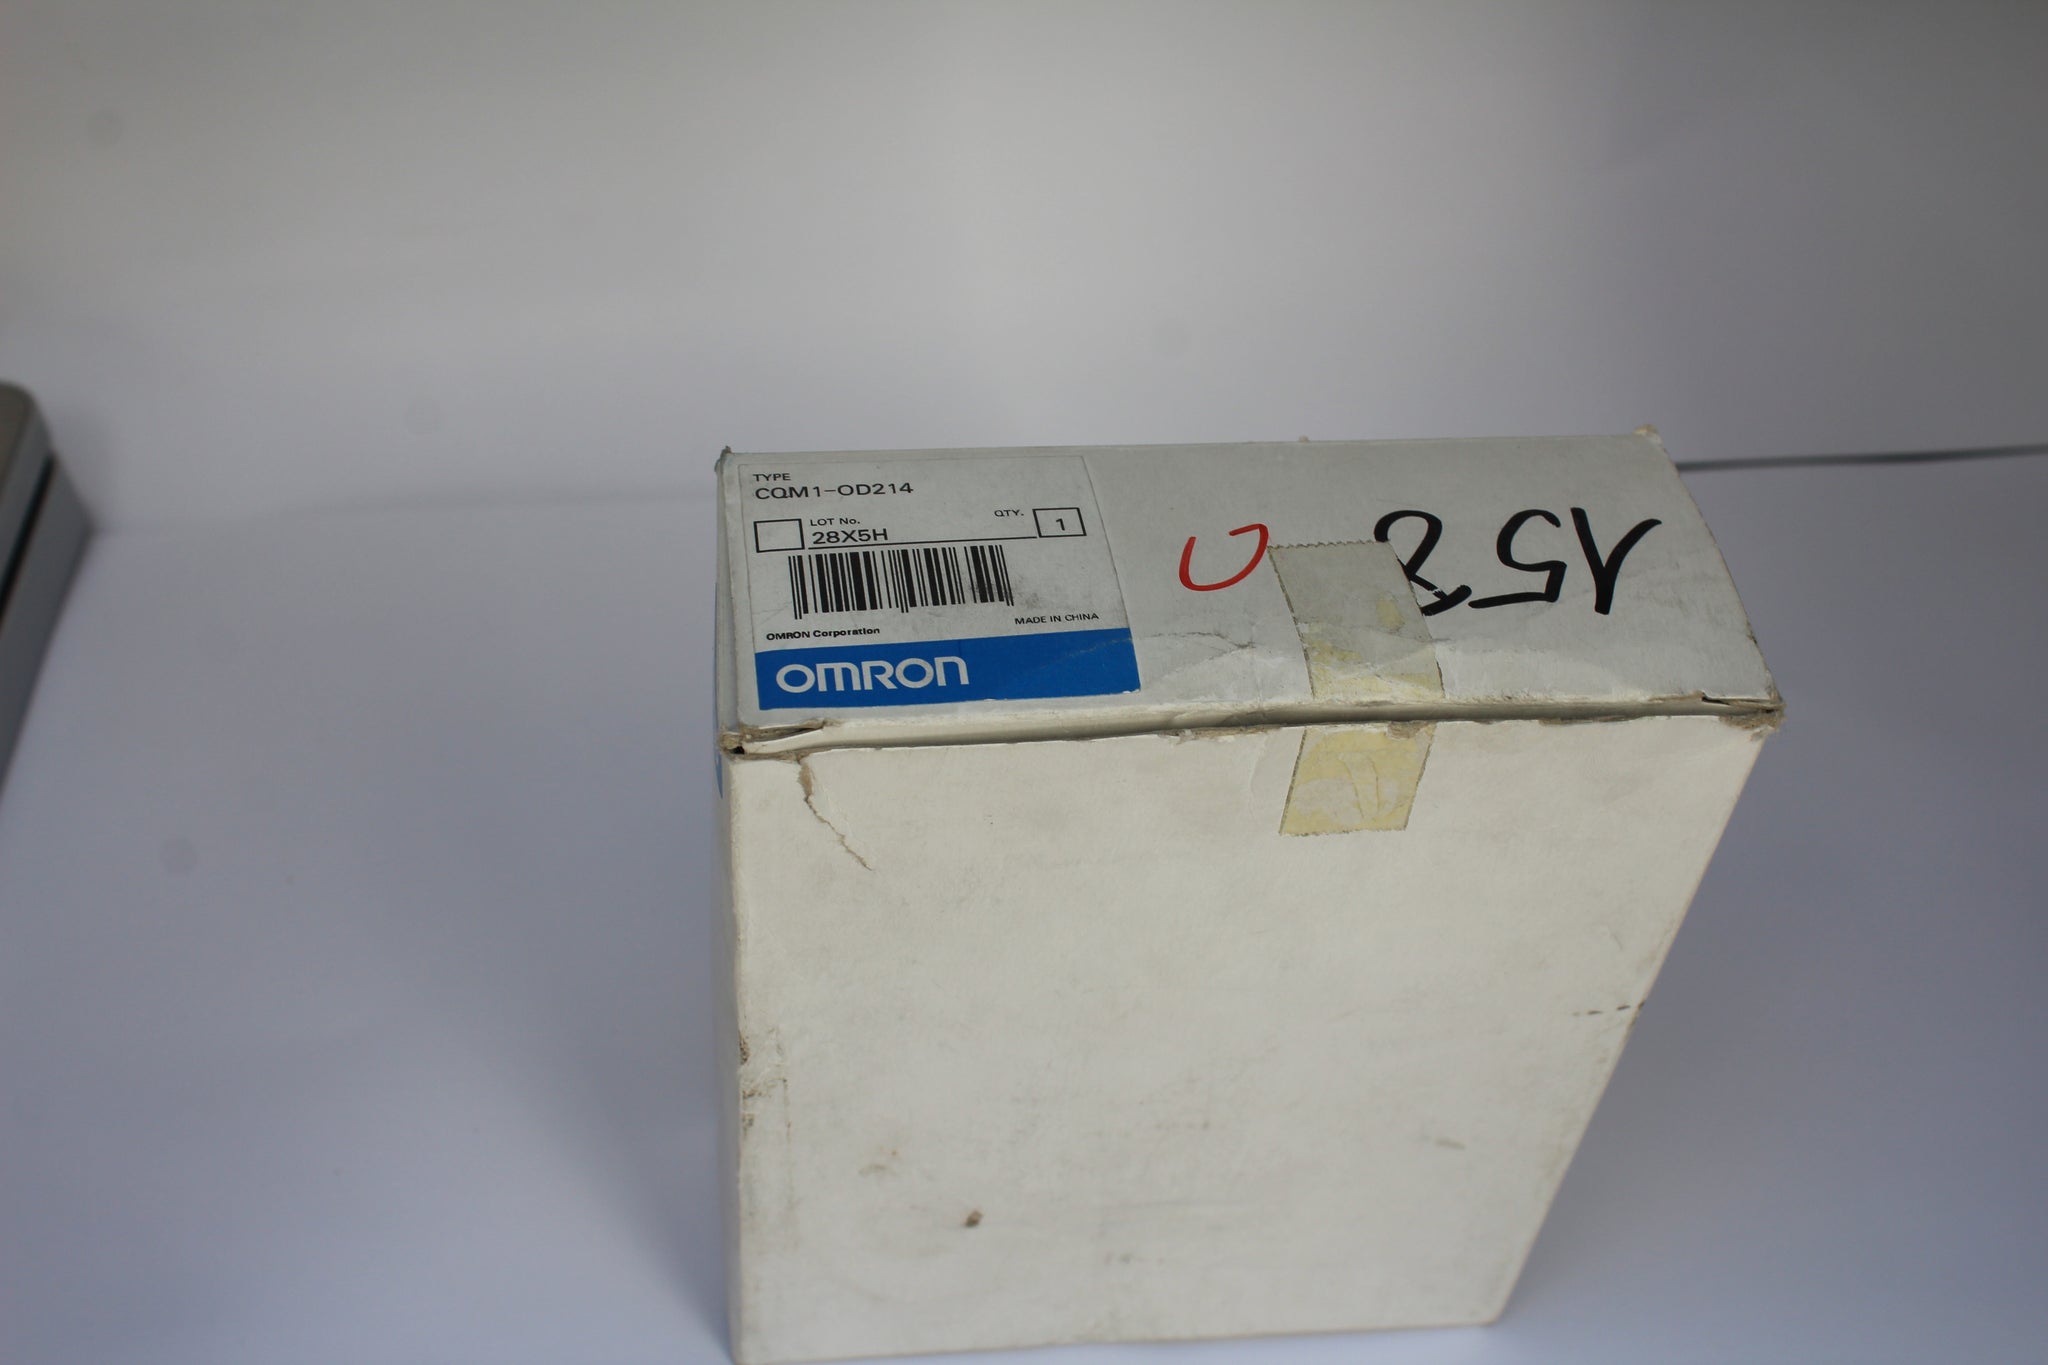 TYPE
CQM1-OD214
LOT No.
28X5H
QTY.
1
MADE IN CHINA
OMRON Corporation
OMRON